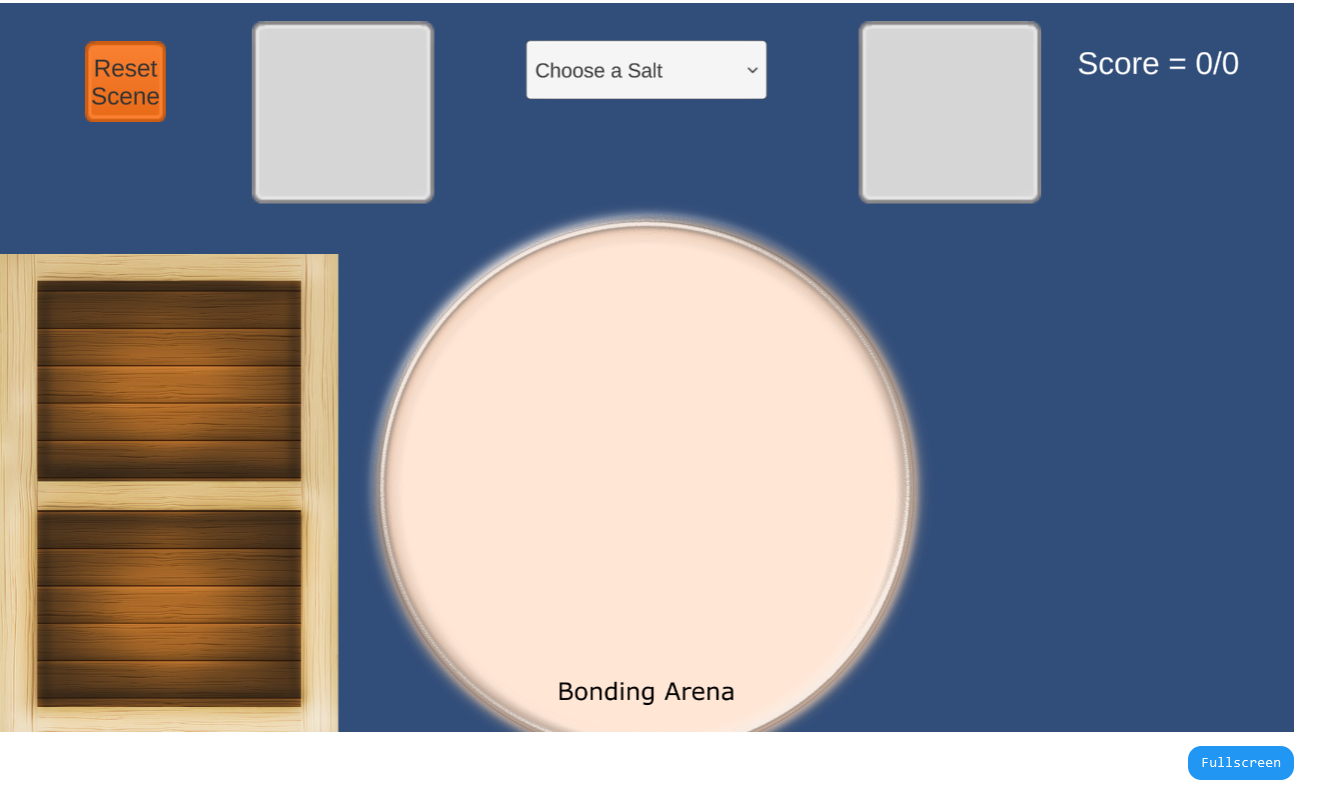 Reset
Scene
Choose a Salt
Score = 0/0
Bonding Arena
Fullscreen